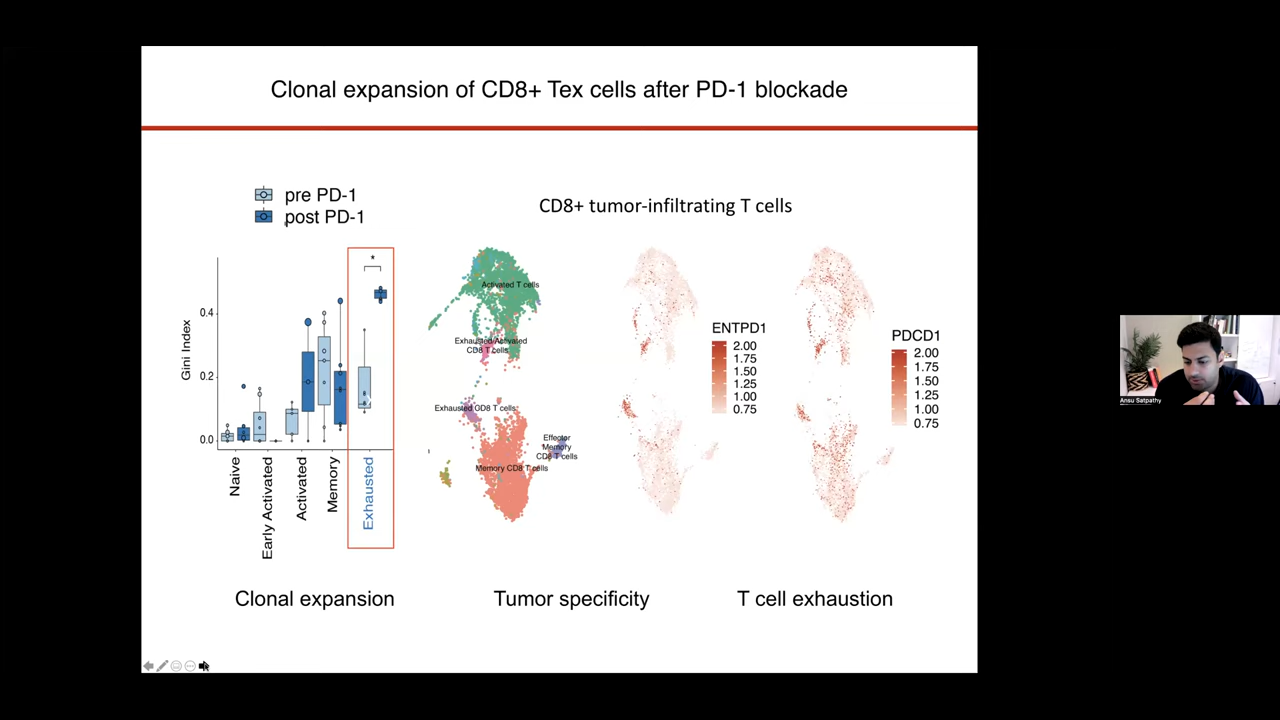 Clonal expansion of CD8+ Tex cells after PD-1 blockade
pre PD-1
post PD-1
CD8+ tumor-infiltrating T cells
*
Gini Index
0.4
0.2
0.0
Naive
Early Activated
Activated
Memory
Exhausted
Activated T cells
Exhausted/Activated
CD8 T cells
Exhausted CD8 T cells
Effector
Memory
CD8 T cells
Memory CD8 T cells
ENTPD1
2.00
1.75
1.50
1.25
1.00
0.75
PDCD1
2.00
1.75
1.50
1.25
1.00
0.75
Clonal expansion
Tumor specificity
T cell exhaustion
Ansu Satpathy